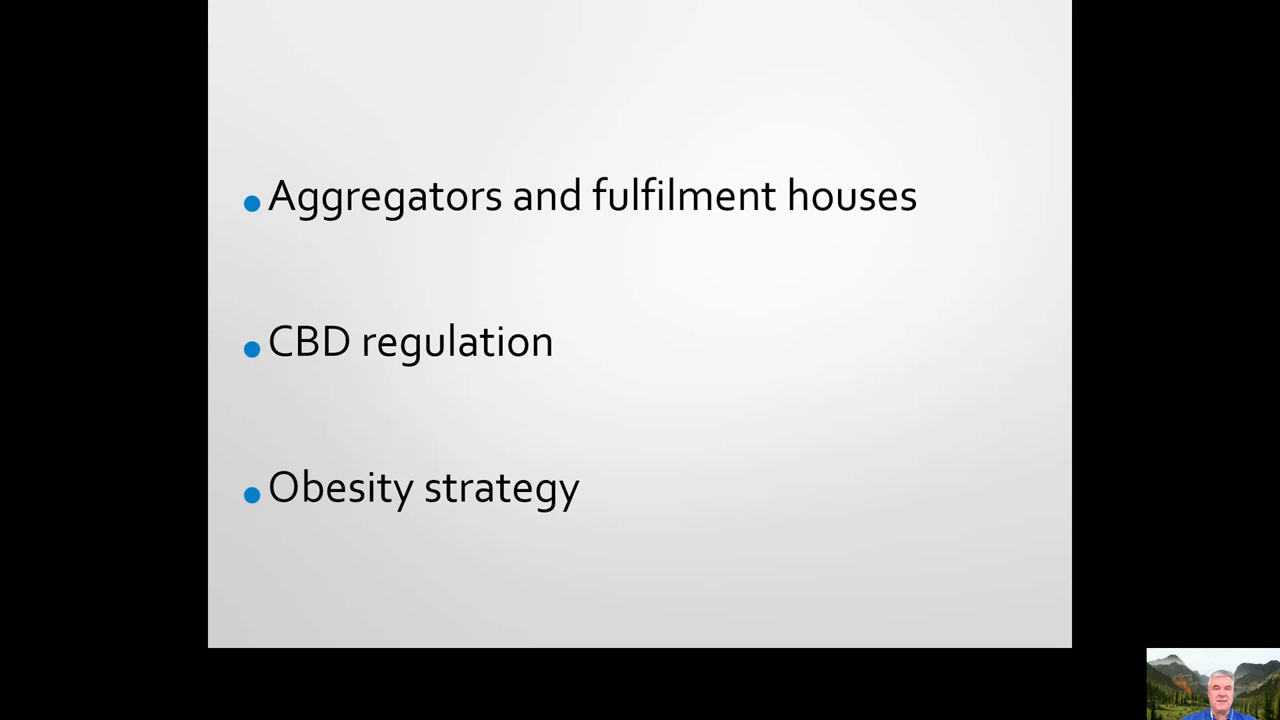 Aggregators and fulfilment houses
CBD regulation
Obesity strategy